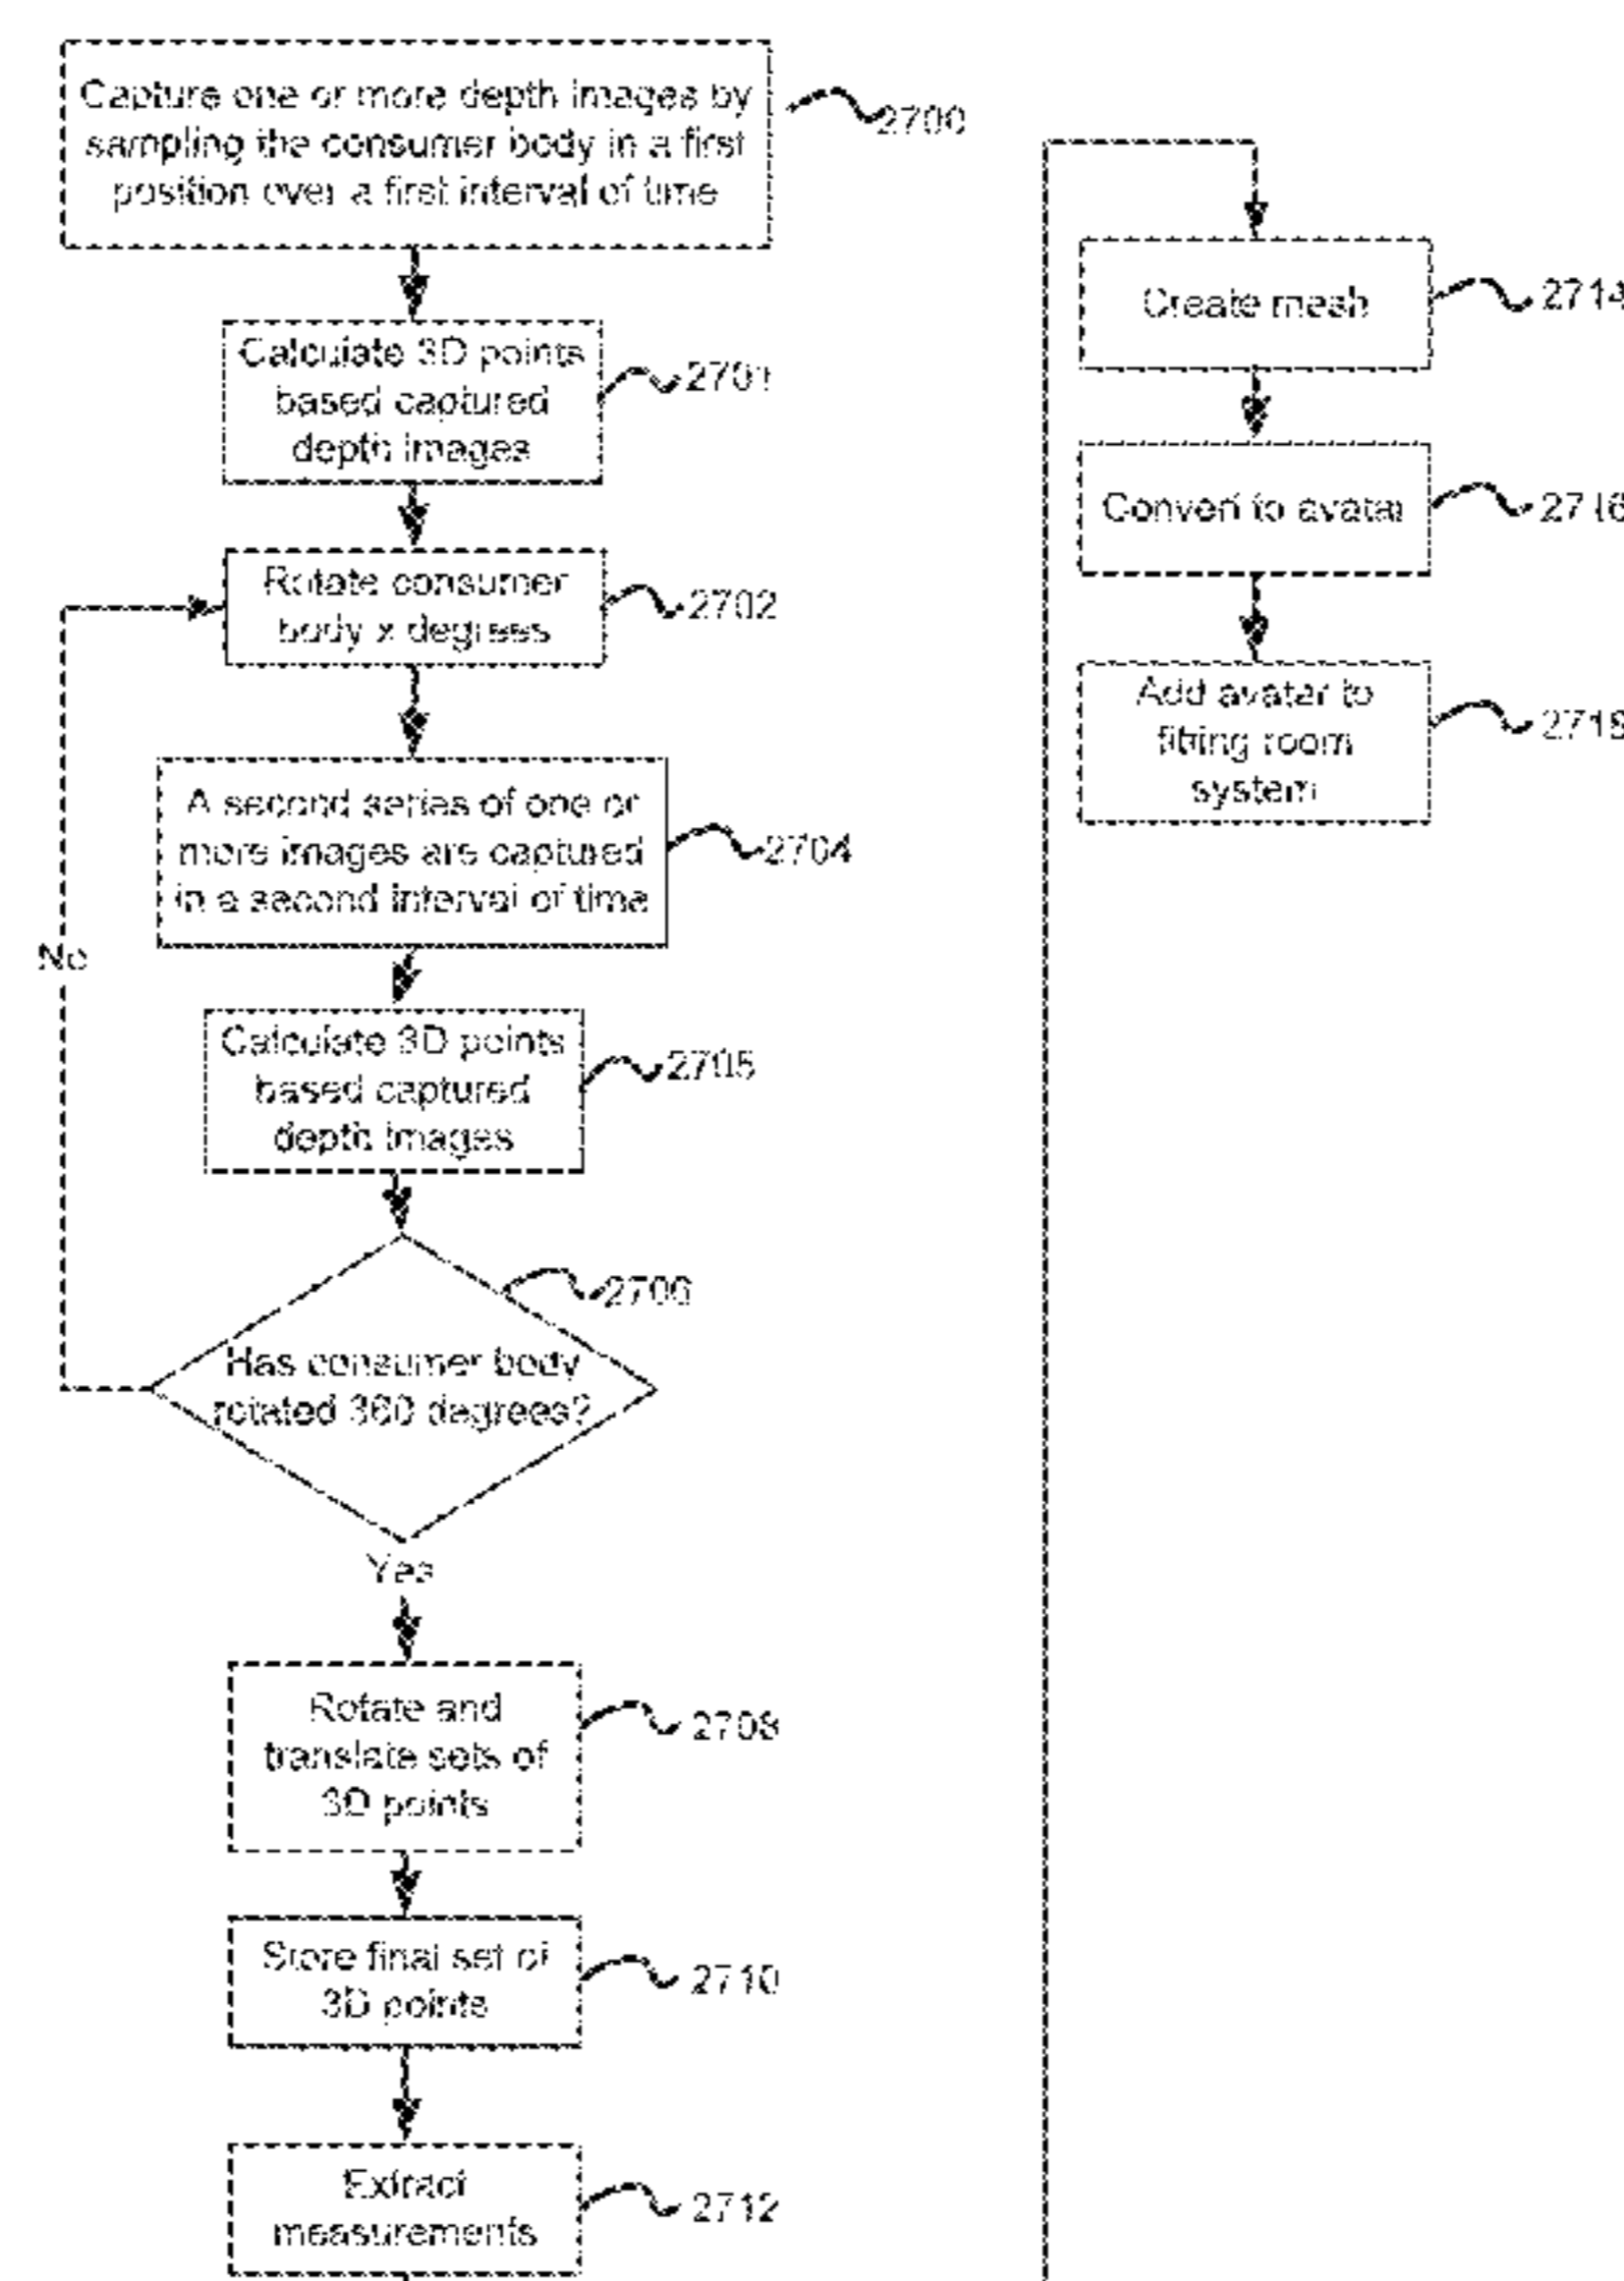 Capture one or more depth images by
sampling the consumer body in a first
position over a first interval of time
2700
Calculate 3D points
based captured
depth images
2701
Rotate consumer
body x degrees
2702
A second series of one or
more images are captured
in a second interval of time
2704
No
Calculate 3D points
based captured
depth images
2705
2706
Has consumer body
rotated 360 degrees?
Yes
Rotate and
translate sets of
3D points
2708
Store final set of
3D points
2710
Extract
measurements
2712
Create mesh
2714
Convert to avatar
2716
Add avatar to
fitting room
system
2718